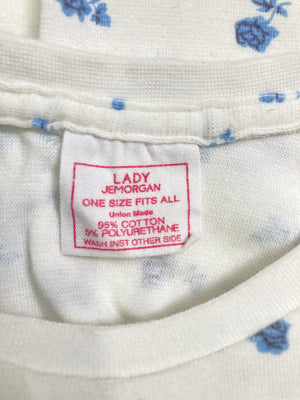 LADY
JEMORGAN
ONE SIZE FITS ALL
Union Made
95% COTTON
5% POLYURETHANE
WASH INST OTHER SIDE